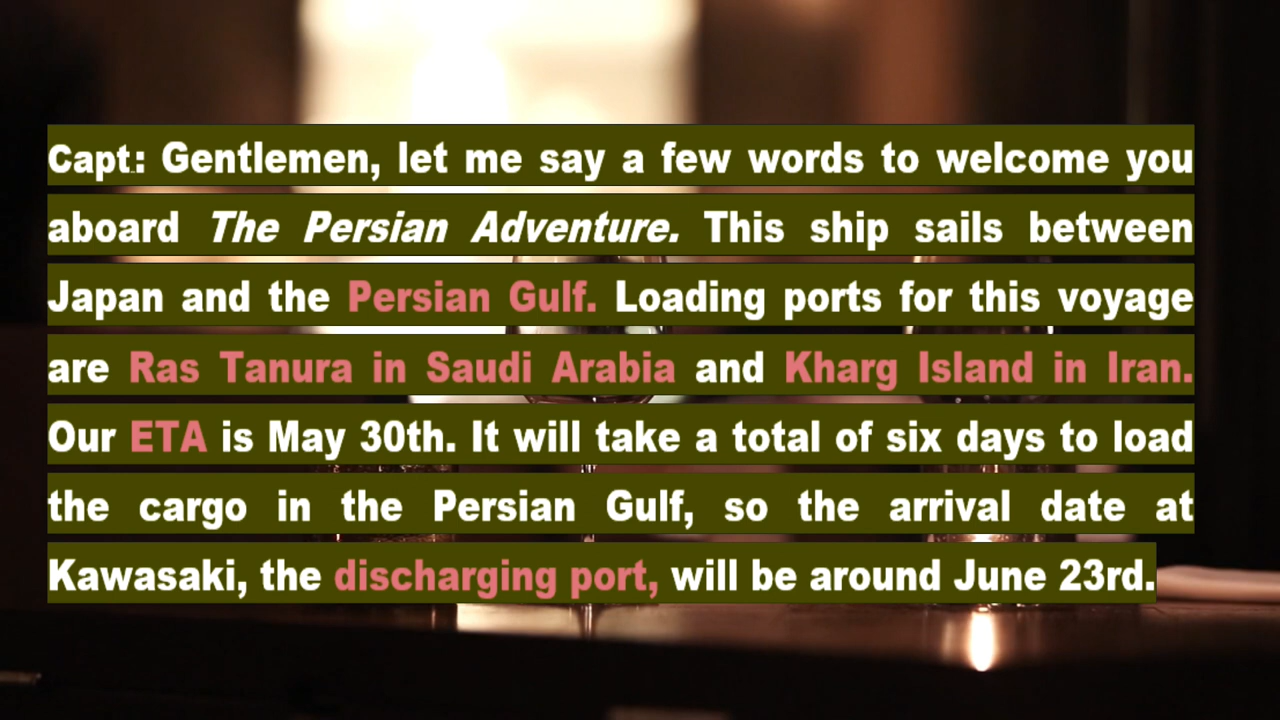 Capt.: Gentlemen, let me say a few words to welcome you
aboard The Persian Adventure. This ship sails between
Japan and the Persian Gulf. Loading ports for this voyage
are Ras Tanura in Saudi Arabia and Kharg Island in Iran.
Our ETA is May 30th. It will take a total of six days to load
the cargo in the Persian Gulf, so the arrival date at
Kawasaki, the discharging port, will be around June 23rd.